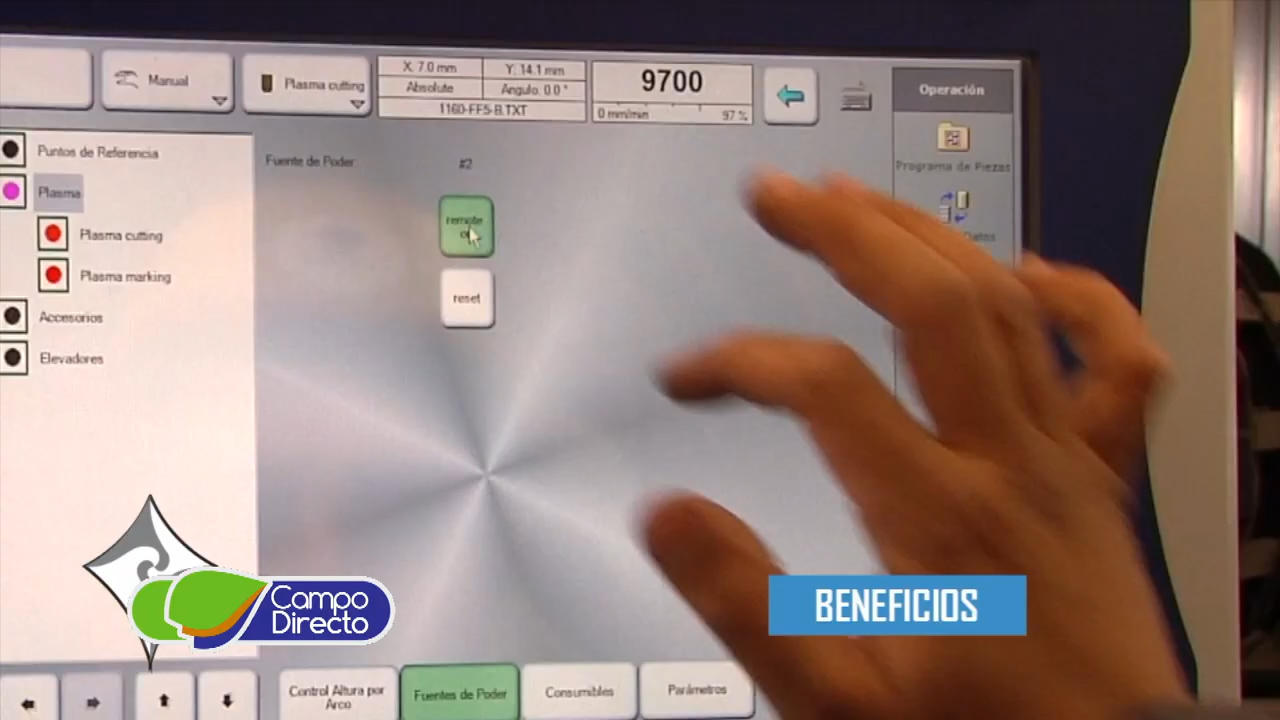 Manual
Plasma cutting
X: 7.0 mm
Y: 14.1 mm
Absolute
Angulo: 0.0 °
1160-FF5-B.TXT
9700
0 mm/min
97 %
Operación
Programa de Piezas
Datos
Puntos de Referencia
Plasma
Plasma cutting
Plasma marking
Accesorios
Elevadores
Fuente de Poder
#2
remote
reset
Campo
Directo
BENEFICIOS
Control Altura por
Arco
Fuentes de Poder
Consumibles
Parámetros